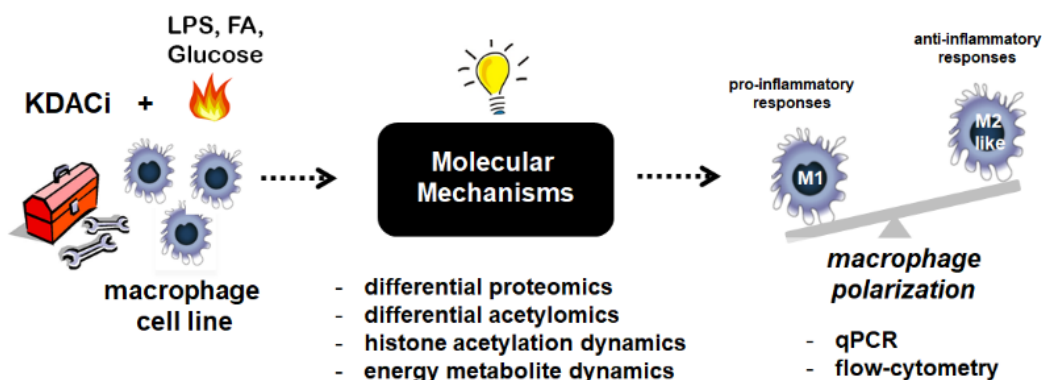 LPS, FA,
Glucose
KDACi +
macrophage
cell line
Molecular
Mechanisms
- differential proteomics
- differential acetylomics
- histone acetylation dynamics
- energy metabolite dynamics
pro-inflammatory
responses
anti-inflammatory
responses
M1
M2
like
macrophage
polarization
- qPCR
- flow-cytometry